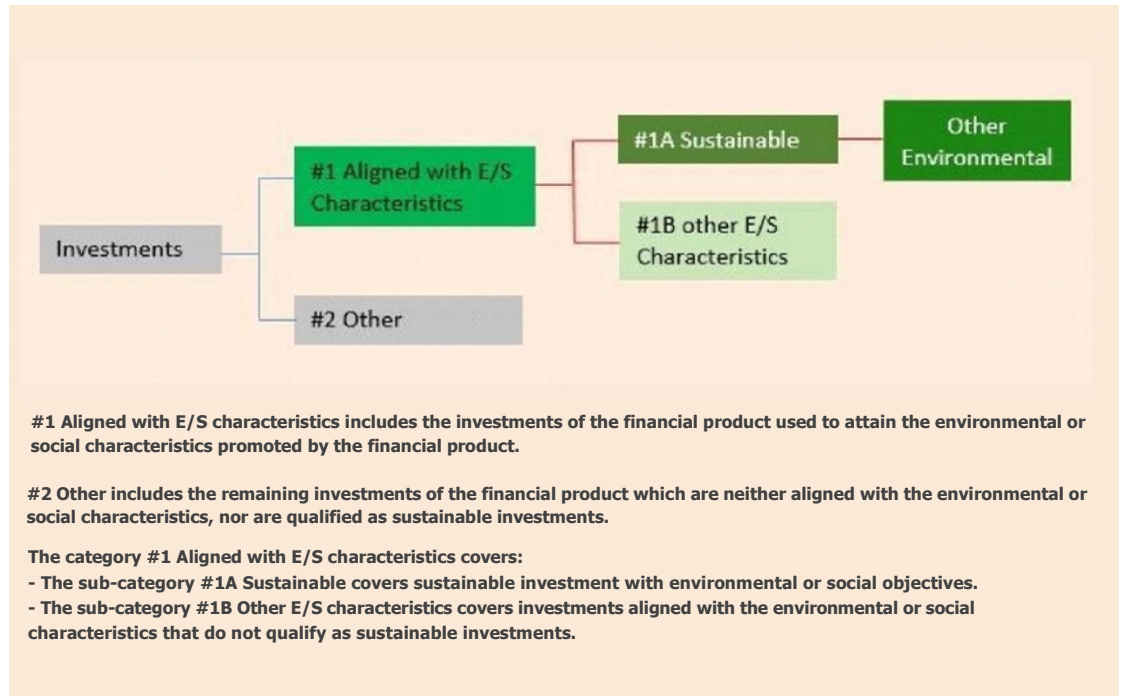 Other
Environmental
#1A Sustainable
#1 Aligned with E/S
Characteristics
#1B other E/S
Characteristics
Investments
#2 Other
#1 Aligned with E/S characteristics includes the investments of the financial product used to attain the environmental or
social characteristics promoted by the financial product.
#2 Other includes the remaining investments of the financial product which are neither aligned with the environmental or
social characteristics, nor are qualified as sustainable investments.
The category #1 Aligned with E/S characteristics covers:
- The sub-category #1A Sustainable covers sustainable investment with environmental or social objectives.
- The sub-category #1B Other E/S characteristics covers investments aligned with the environmental or social
characteristics that do not qualify as sustainable investments.